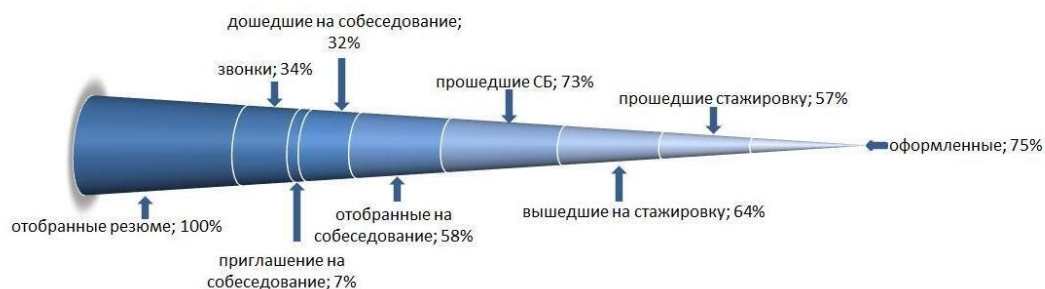 дошедшие на собеседование;
32%
звонки; 34%
прошедшие СБ; 73%
прошедшие стажировку; 57%
оформленные; 75%
отобранные резюме; 100%
отобранные на
собеседование; 58%
вышедшие на стажировку; 64%
приглашение на
собеседование; 7%